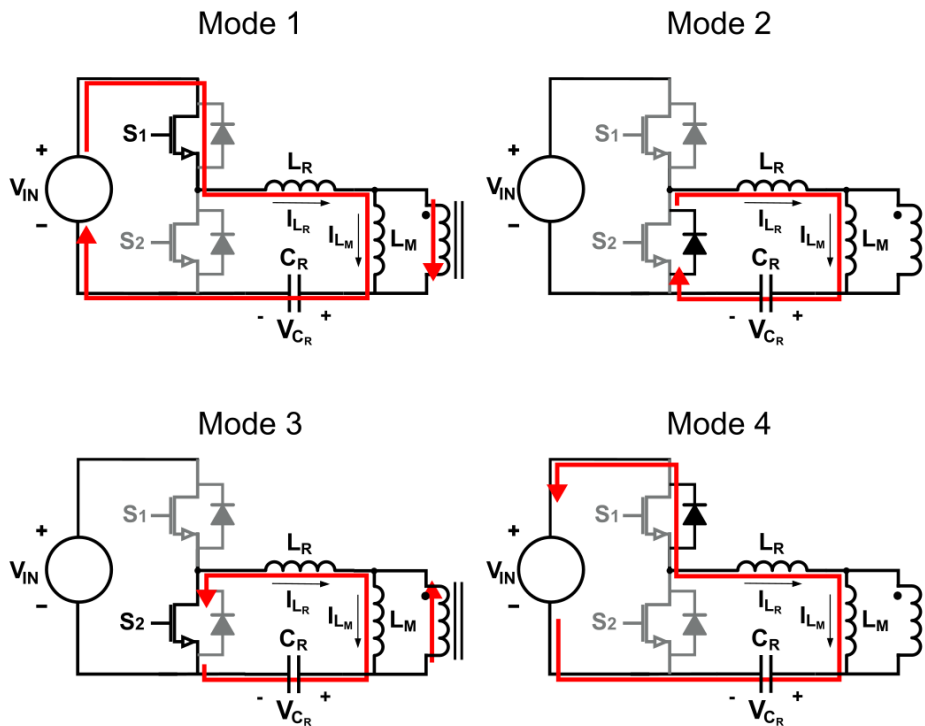 Mode 1
+
VIN
−
S1
S2
LR
ILR
ILM
LM
CR
- +
VCR
Mode 2
+
VIN
−
S1
S2
LR
ILR
ILM
LM
CR
- +
VCR
Mode 3
+
VIN
−
S1
S2
LR
ILR
ILM
LM
CR
- +
VCR
Mode 4
+
VIN
−
S1
S2
LR
ILR
ILM
LM
CR
- +
VCR